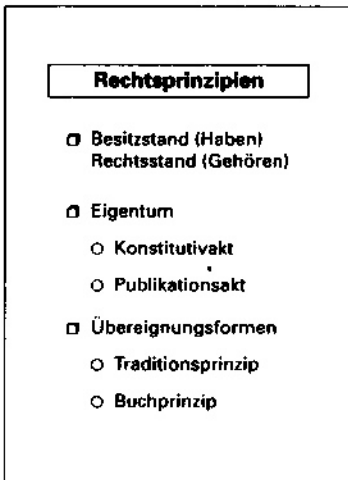 Rechtsprinzipien
Besitzstand (Haben)
Rechtsstand (Gehören)
Eigentum
Konstitutivakt
Publikationsakt
Übereignungsformen
Traditionsprinzip
Buchprinzip